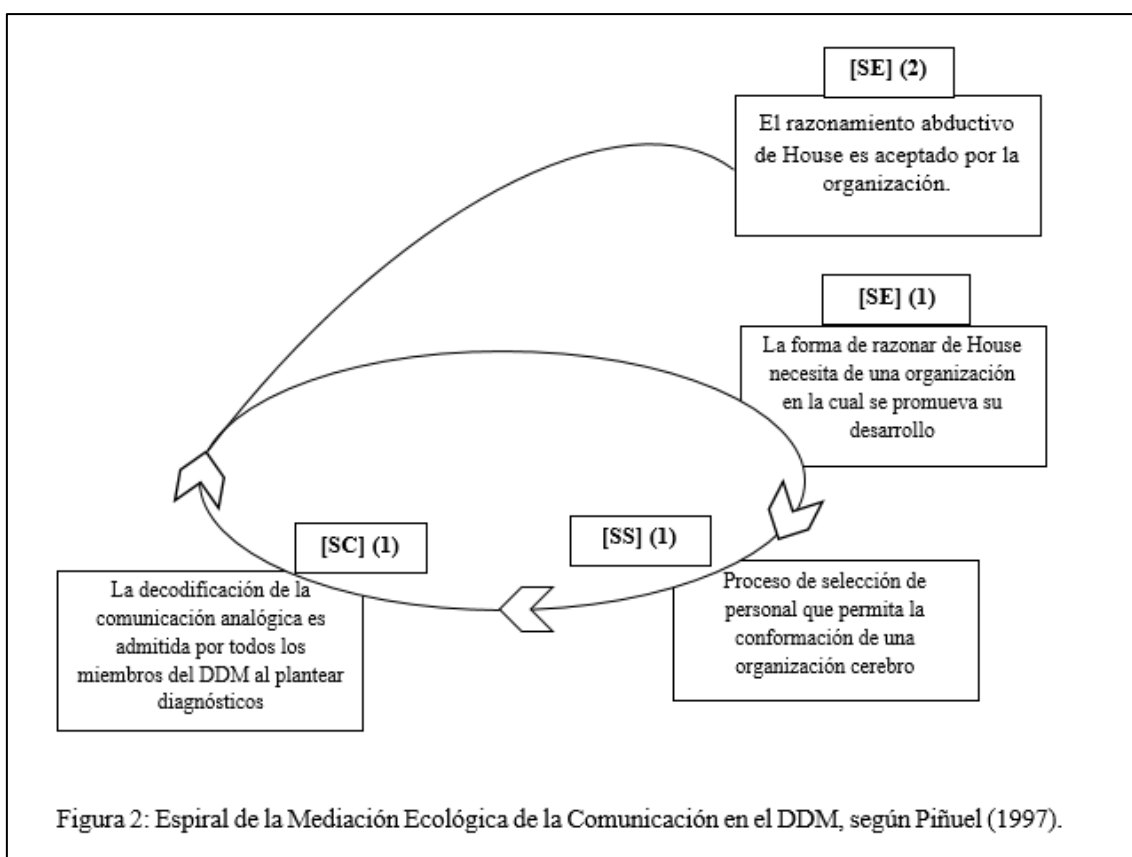 [SE] (2)
El razonamiento abductivo
de House es aceptado por la
organización.
[SE] (1)
La forma de razonar de House
necesita de una organización
en la cual se promueva su
desarrollo
[SC] (1)
La decodificación de la
comunicación analógica es
admitida por todos los
miembros del DDM al plantear
diagnósticos
[SS] (1)
Proceso de selección de
personal que permita la
conformación de una
organización cerebro
Figura 2: Espiral de la Mediación Ecológica de la Comunicación en el DDM, según Piñuel (1997).